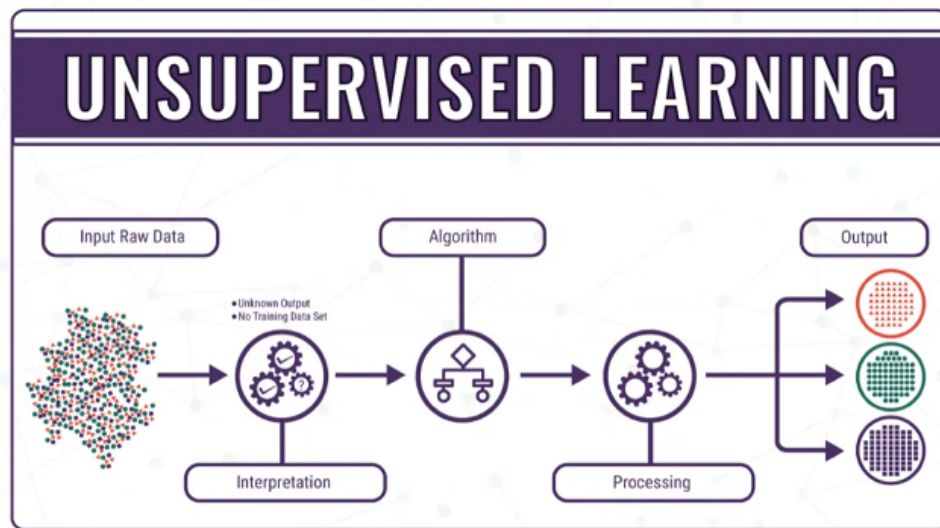 UNSUPERVISED LEARNING
Input Raw Data
Algorithm
Output
•Unknown Output
•No Training Data Set
?
Interpretation
Processing